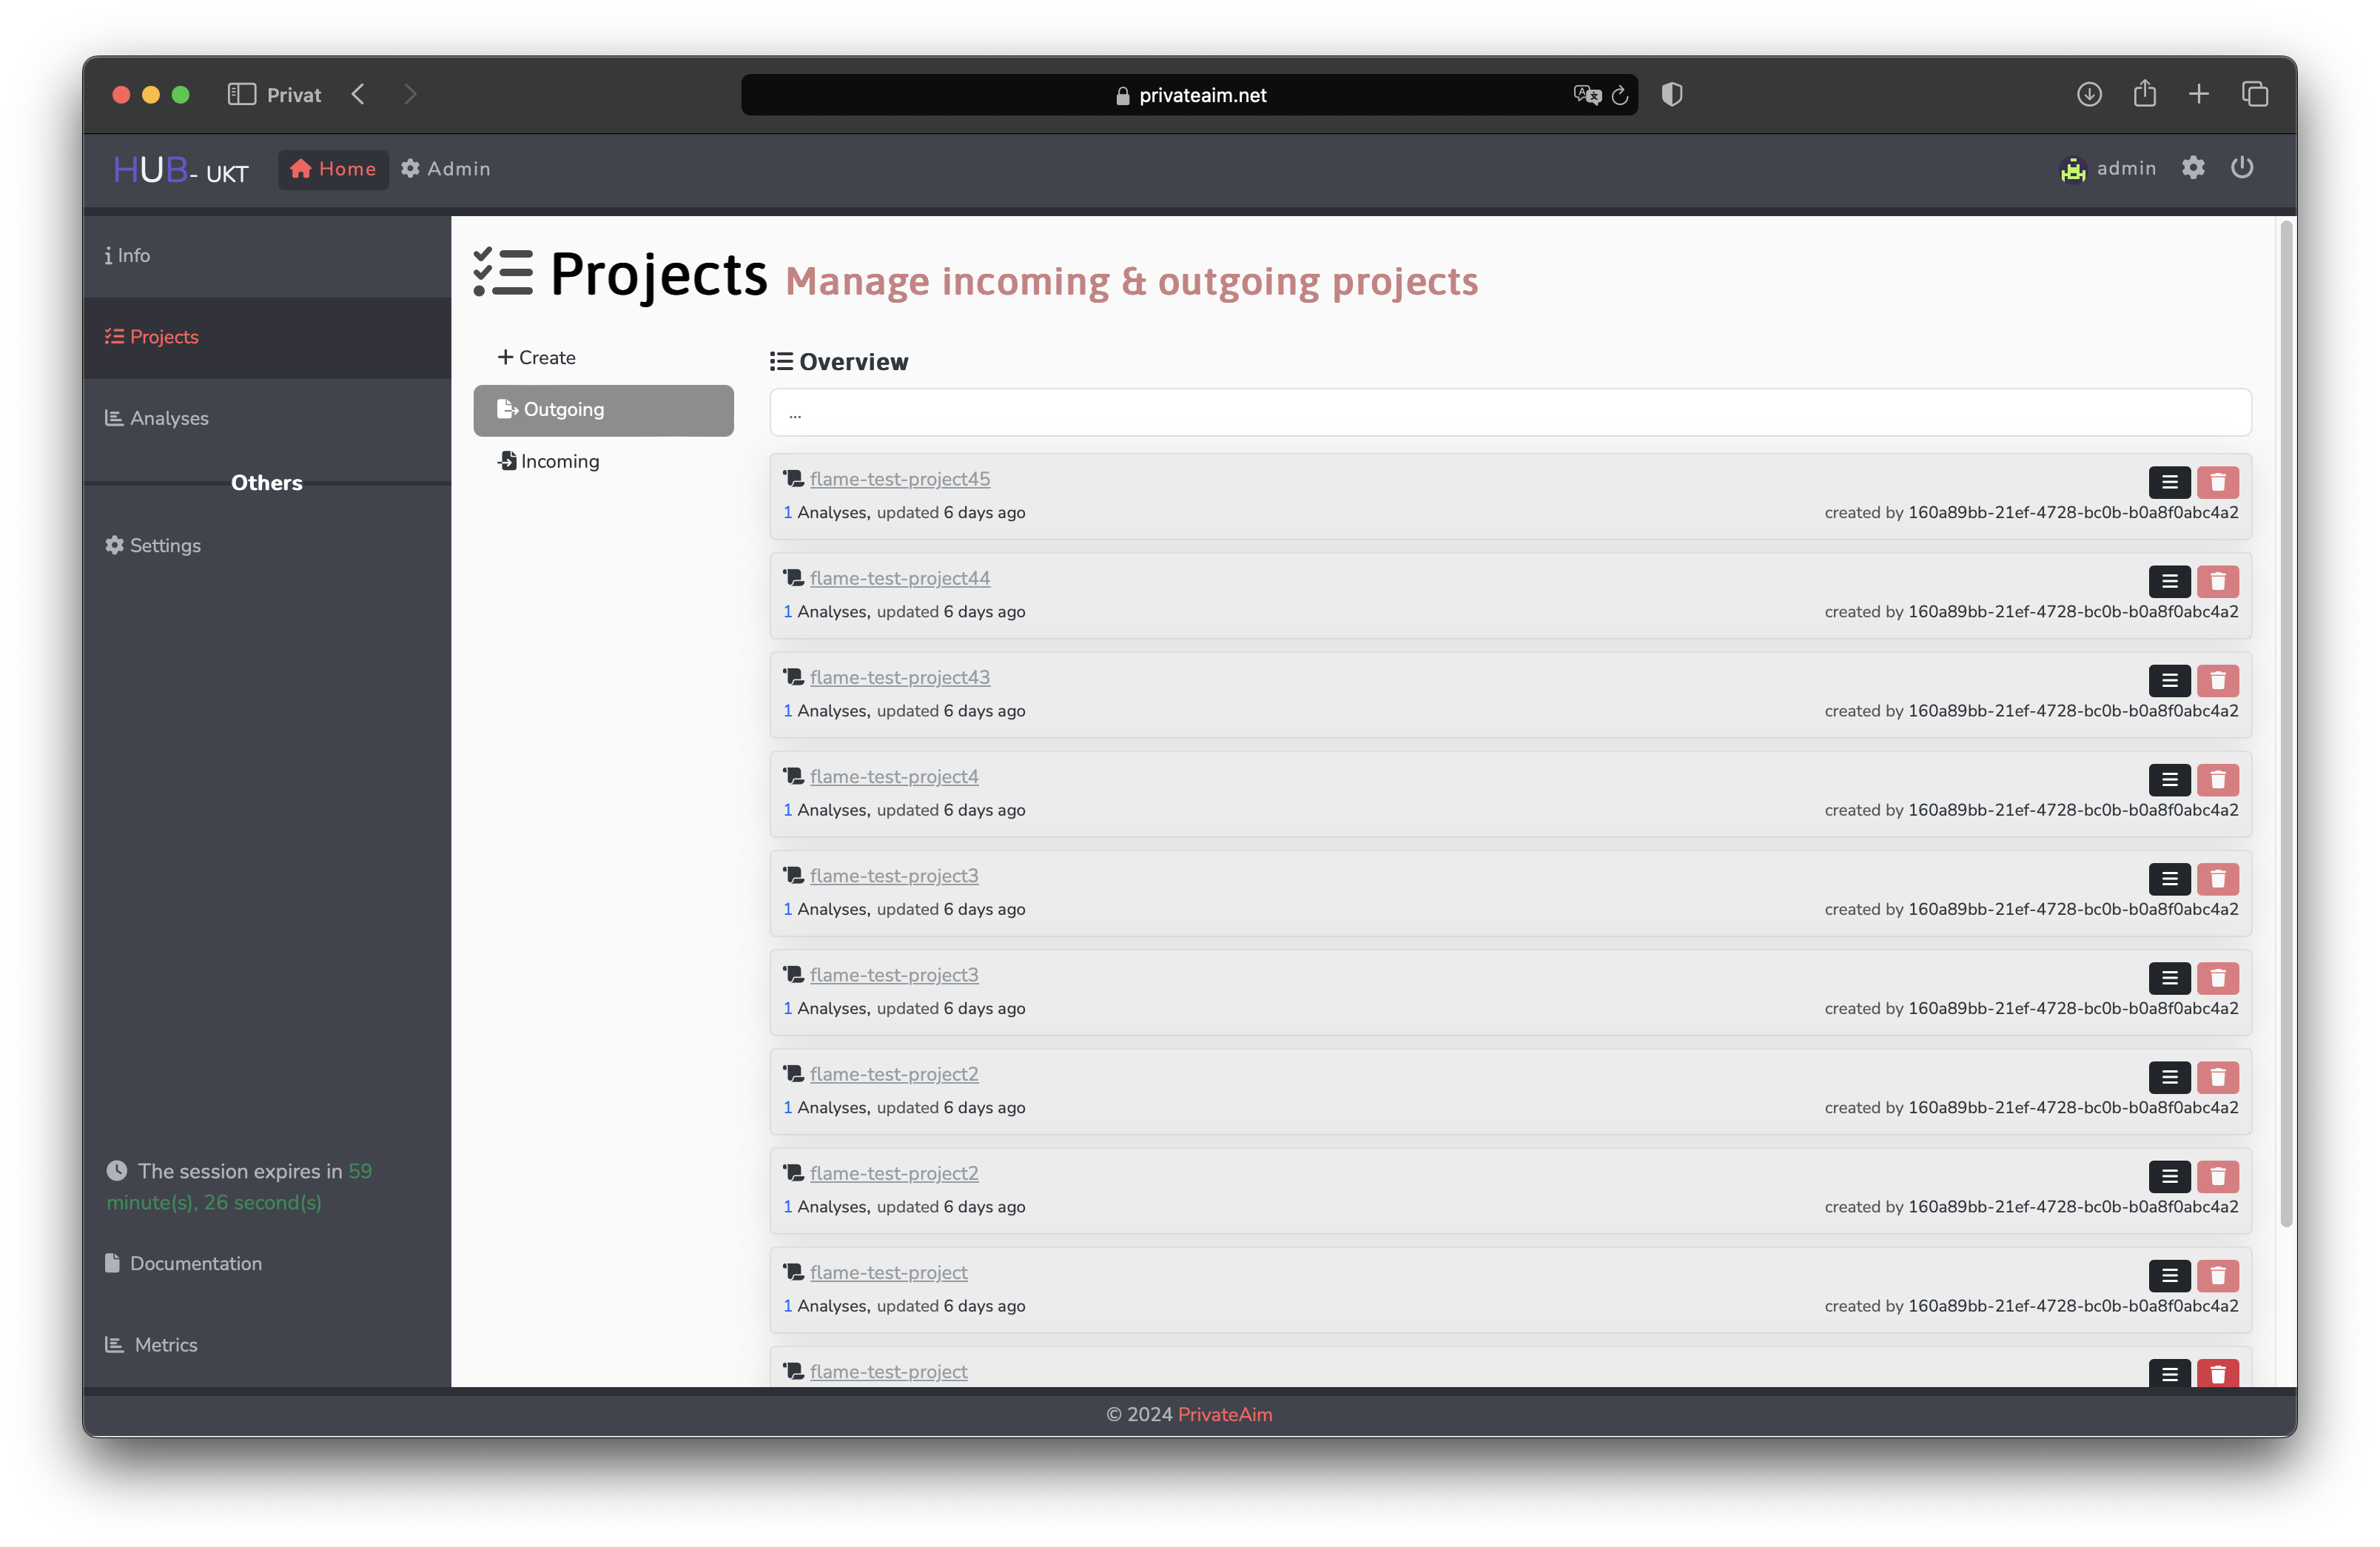 Privat
privateaim.net
HUB- UKT
Home
Admin
admin
Info
Projects
Analyses
Others
Settings
The session expires in 59
minute(s), 26 second(s)
Documentation
Metrics
Projects Manage incoming & outgoing projects
Create
Outgoing
Incoming
Overview
...
flame-test-project45
1 Analyses, updated 6 days ago
created by 160a89bb-21ef-4728-bc0b-b0a8f0abc4a2
flame-test-project44
1 Analyses, updated 6 days ago
created by 160a89bb-21ef-4728-bc0b-b0a8f0abc4a2
flame-test-project43
1 Analyses, updated 6 days ago
created by 160a89bb-21ef-4728-bc0b-b0a8f0abc4a2
flame-test-project4
1 Analyses, updated 6 days ago
created by 160a89bb-21ef-4728-bc0b-b0a8f0abc4a2
flame-test-project3
1 Analyses, updated 6 days ago
created by 160a89bb-21ef-4728-bc0b-b0a8f0abc4a2
flame-test-project3
1 Analyses, updated 6 days ago
created by 160a89bb-21ef-4728-bc0b-b0a8f0abc4a2
flame-test-project2
1 Analyses, updated 6 days ago
created by 160a89bb-21ef-4728-bc0b-b0a8f0abc4a2
flame-test-project2
1 Analyses, updated 6 days ago
created by 160a89bb-21ef-4728-bc0b-b0a8f0abc4a2
flame-test-project
1 Analyses, updated 6 days ago
created by 160a89bb-21ef-4728-bc0b-b0a8f0abc4a2
flame-test-project
© 2024 PrivateAim